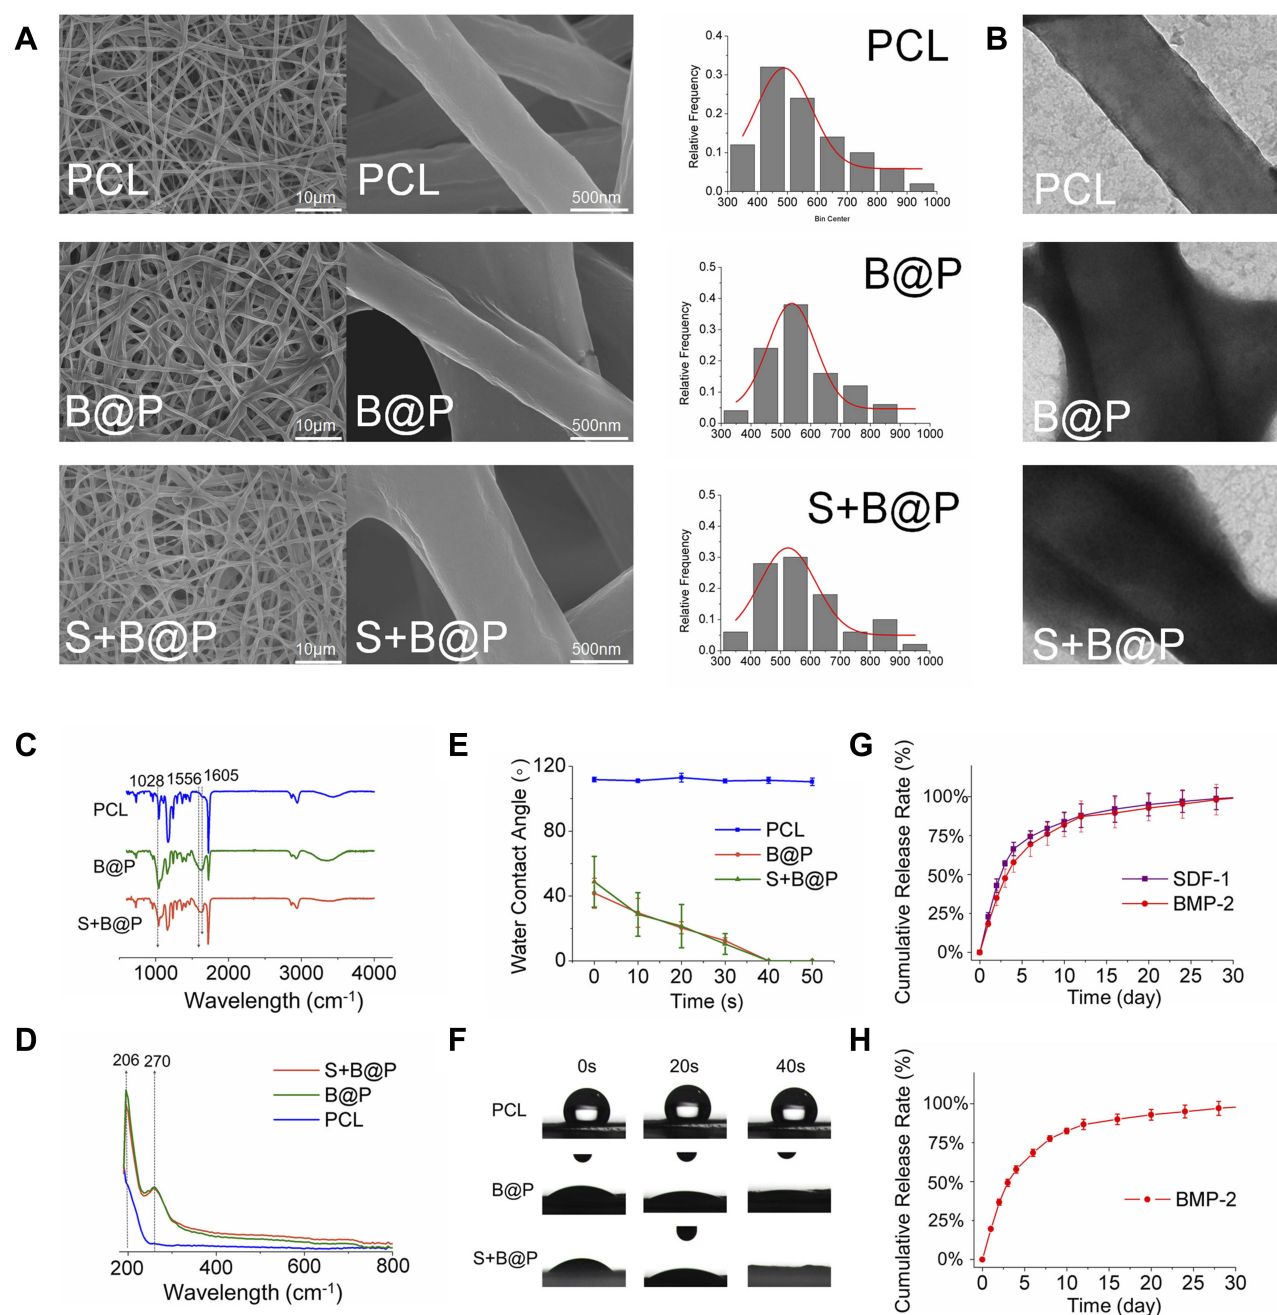 A
PCL
10μm
PCL
500nm
PCL
Relative Frequency
0.4
0.3
0.2
0.1
0.0
300 400 500 600 700 800 900 1000
Bin Center
B
PCL
B@P
10μm
B@P
500nm
B@P
Relative Frequency
0.5
0.4
0.3
0.2
0.1
0.0
300 400 500 600 700 800 900 1000
B@P
S+B@P
10μm
S+B@P
500nm
S+B@P
Relative Frequency
0.5
0.4
0.3
0.2
0.1
0.0
300 400 500 600 700 800 900 1000
S+B@P
C
1028 1556 1605
PCL
B@P
S+B@P
1000 2000 3000 4000
Wavelength (cm-1)
E
Water Contact Angle (°)
120
80
40
0
PCL
B@P
S+B@P
0 10 20 30 40 50
Time (s)
G
Cumulative Release Rate (%)
100%
75%
50%
25%
0%
SDF-1
BMP-2
0 5 10 15 20 25 30
Time (day)
D
206 270
S+B@P
B@P
PCL
200 400 600 800
Wavelength (cm-1)
F
0s 20s 40s
PCL
B@P
S+B@P
H
Cumulative Release Rate (%)
100%
75%
50%
25%
0%
BMP-2
0 5 10 15 20 25 30
Time (day)